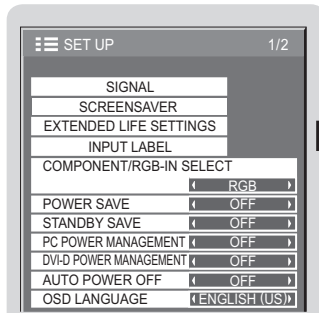 SET UP 1/2
SIGNAL
SCREENSAVER
EXTENDED LIFE SETTINGS
INPUT LABEL
COMPONENT/RGB-IN SELECT
RGB
POWER SAVE OFF
STANDBY SAVE OFF
PC POWER MANAGEMENT OFF
DVI-D POWER MANAGEMENT OFF
AUTO POWER OFF OFF
OSD LANGUAGE ENGLISH (US)